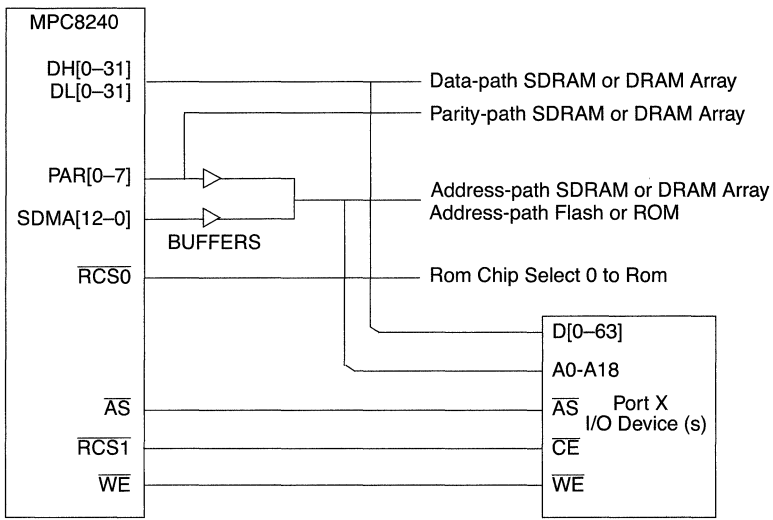 MPC8240
DH[0–31]
DL[0–31]
Data-path SDRAM or DRAM Array
Parity-path SDRAM or DRAM Array
PAR[0–7]
SDMA[12–0]
BUFFERS
Address-path SDRAM or DRAM Array
Address-path Flash or ROM
RCS0
Rom Chip Select 0 to Rom
D[0–63]
A0-A18
AS
AS
Port X
I/O Device (s)
RCS1
CE
WE
WE